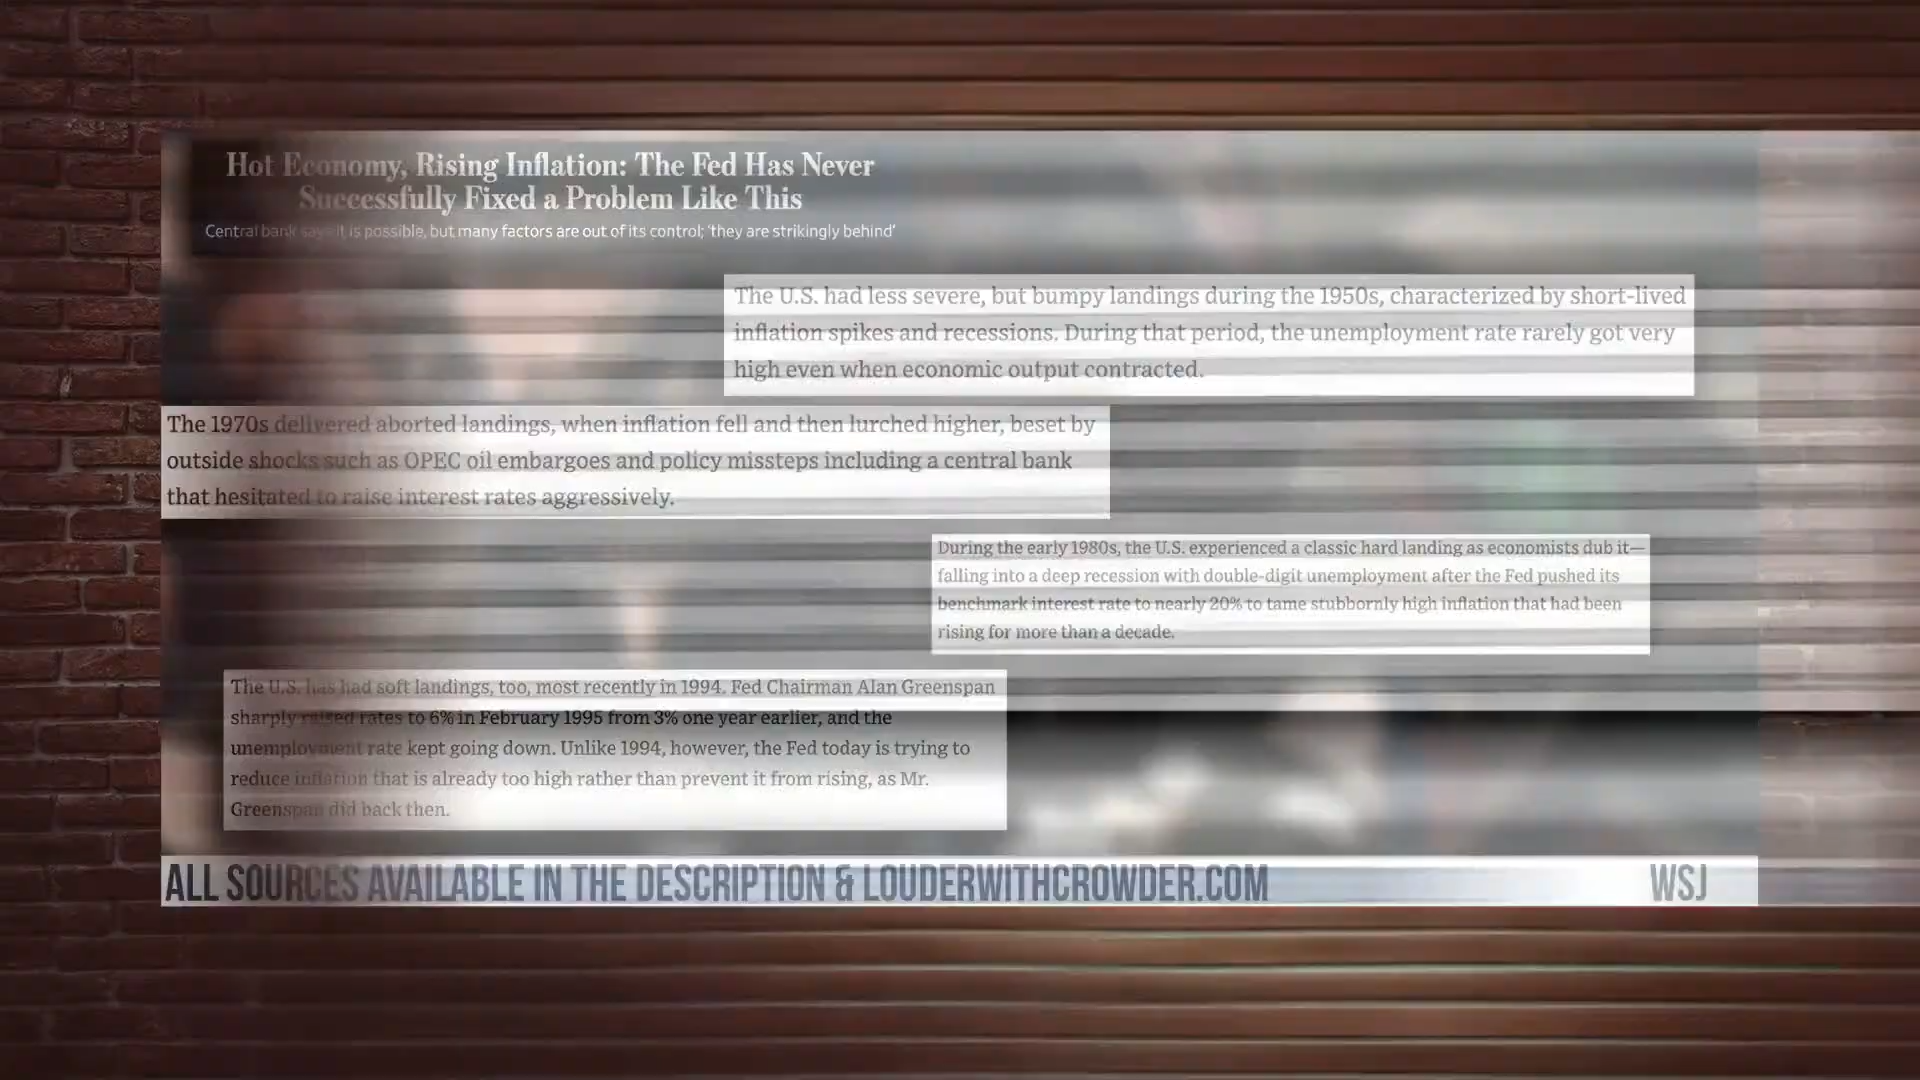 Hot Economy, Rising Inflation: The Fed Has Never
Successfully Fixed a Problem Like This
Central bank says it is possible, but many factors are out of its control; 'they are strikingly behind'
The U.S. had less severe, but bumpy landings during the 1950s, characterized by short-lived
inflation spikes and recessions. During that period, the unemployment rate rarely got very
high even when economic output contracted.
The 1970s delivered aborted landings, when inflation fell and then lurched higher, beset by
outside shocks such as OPEC oil embargoes and policy missteps including a central bank
that hesitated to raise interest rates aggressively.
During the early 1980s, the U.S. experienced a classic hard landing as economists dub it—
falling into a deep recession with double-digit unemployment after the Fed pushed its
benchmark interest rate to nearly 20% to tame stubbornly high inflation that had been
rising for more than a decade.
The U.S. has had soft landings, too, most recently in 1994. Fed Chairman Alan Greenspan
sharply raised rates to 6% in February 1995 from 3% one year earlier, and the
unemployment rate kept going down. Unlike 1994, however, the Fed today is trying to
reduce inflation that is already too high rather than prevent it from rising, as Mr.
Greenspan did back then.
ALL SOURCES AVAILABLE IN THE DESCRIPTION & LOUDERWITHCROWDER.COM
WSJ